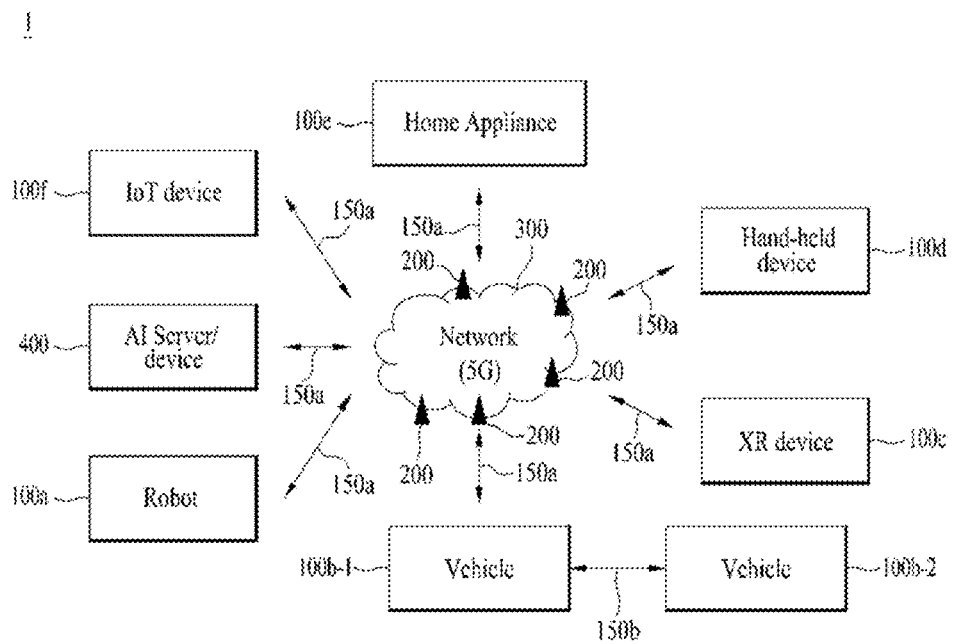 1
100e
Home Appliance
100f
IoT device
150a
150a
300
Hand-held
device
100d
200
200
150a
400
AI Server/
device
150a
Network
(5G)
200
100a
Robot
150a
200
200
150a
150a
XR device
100c
100b-1
Vehicle
Vehicle
100b-2
150b